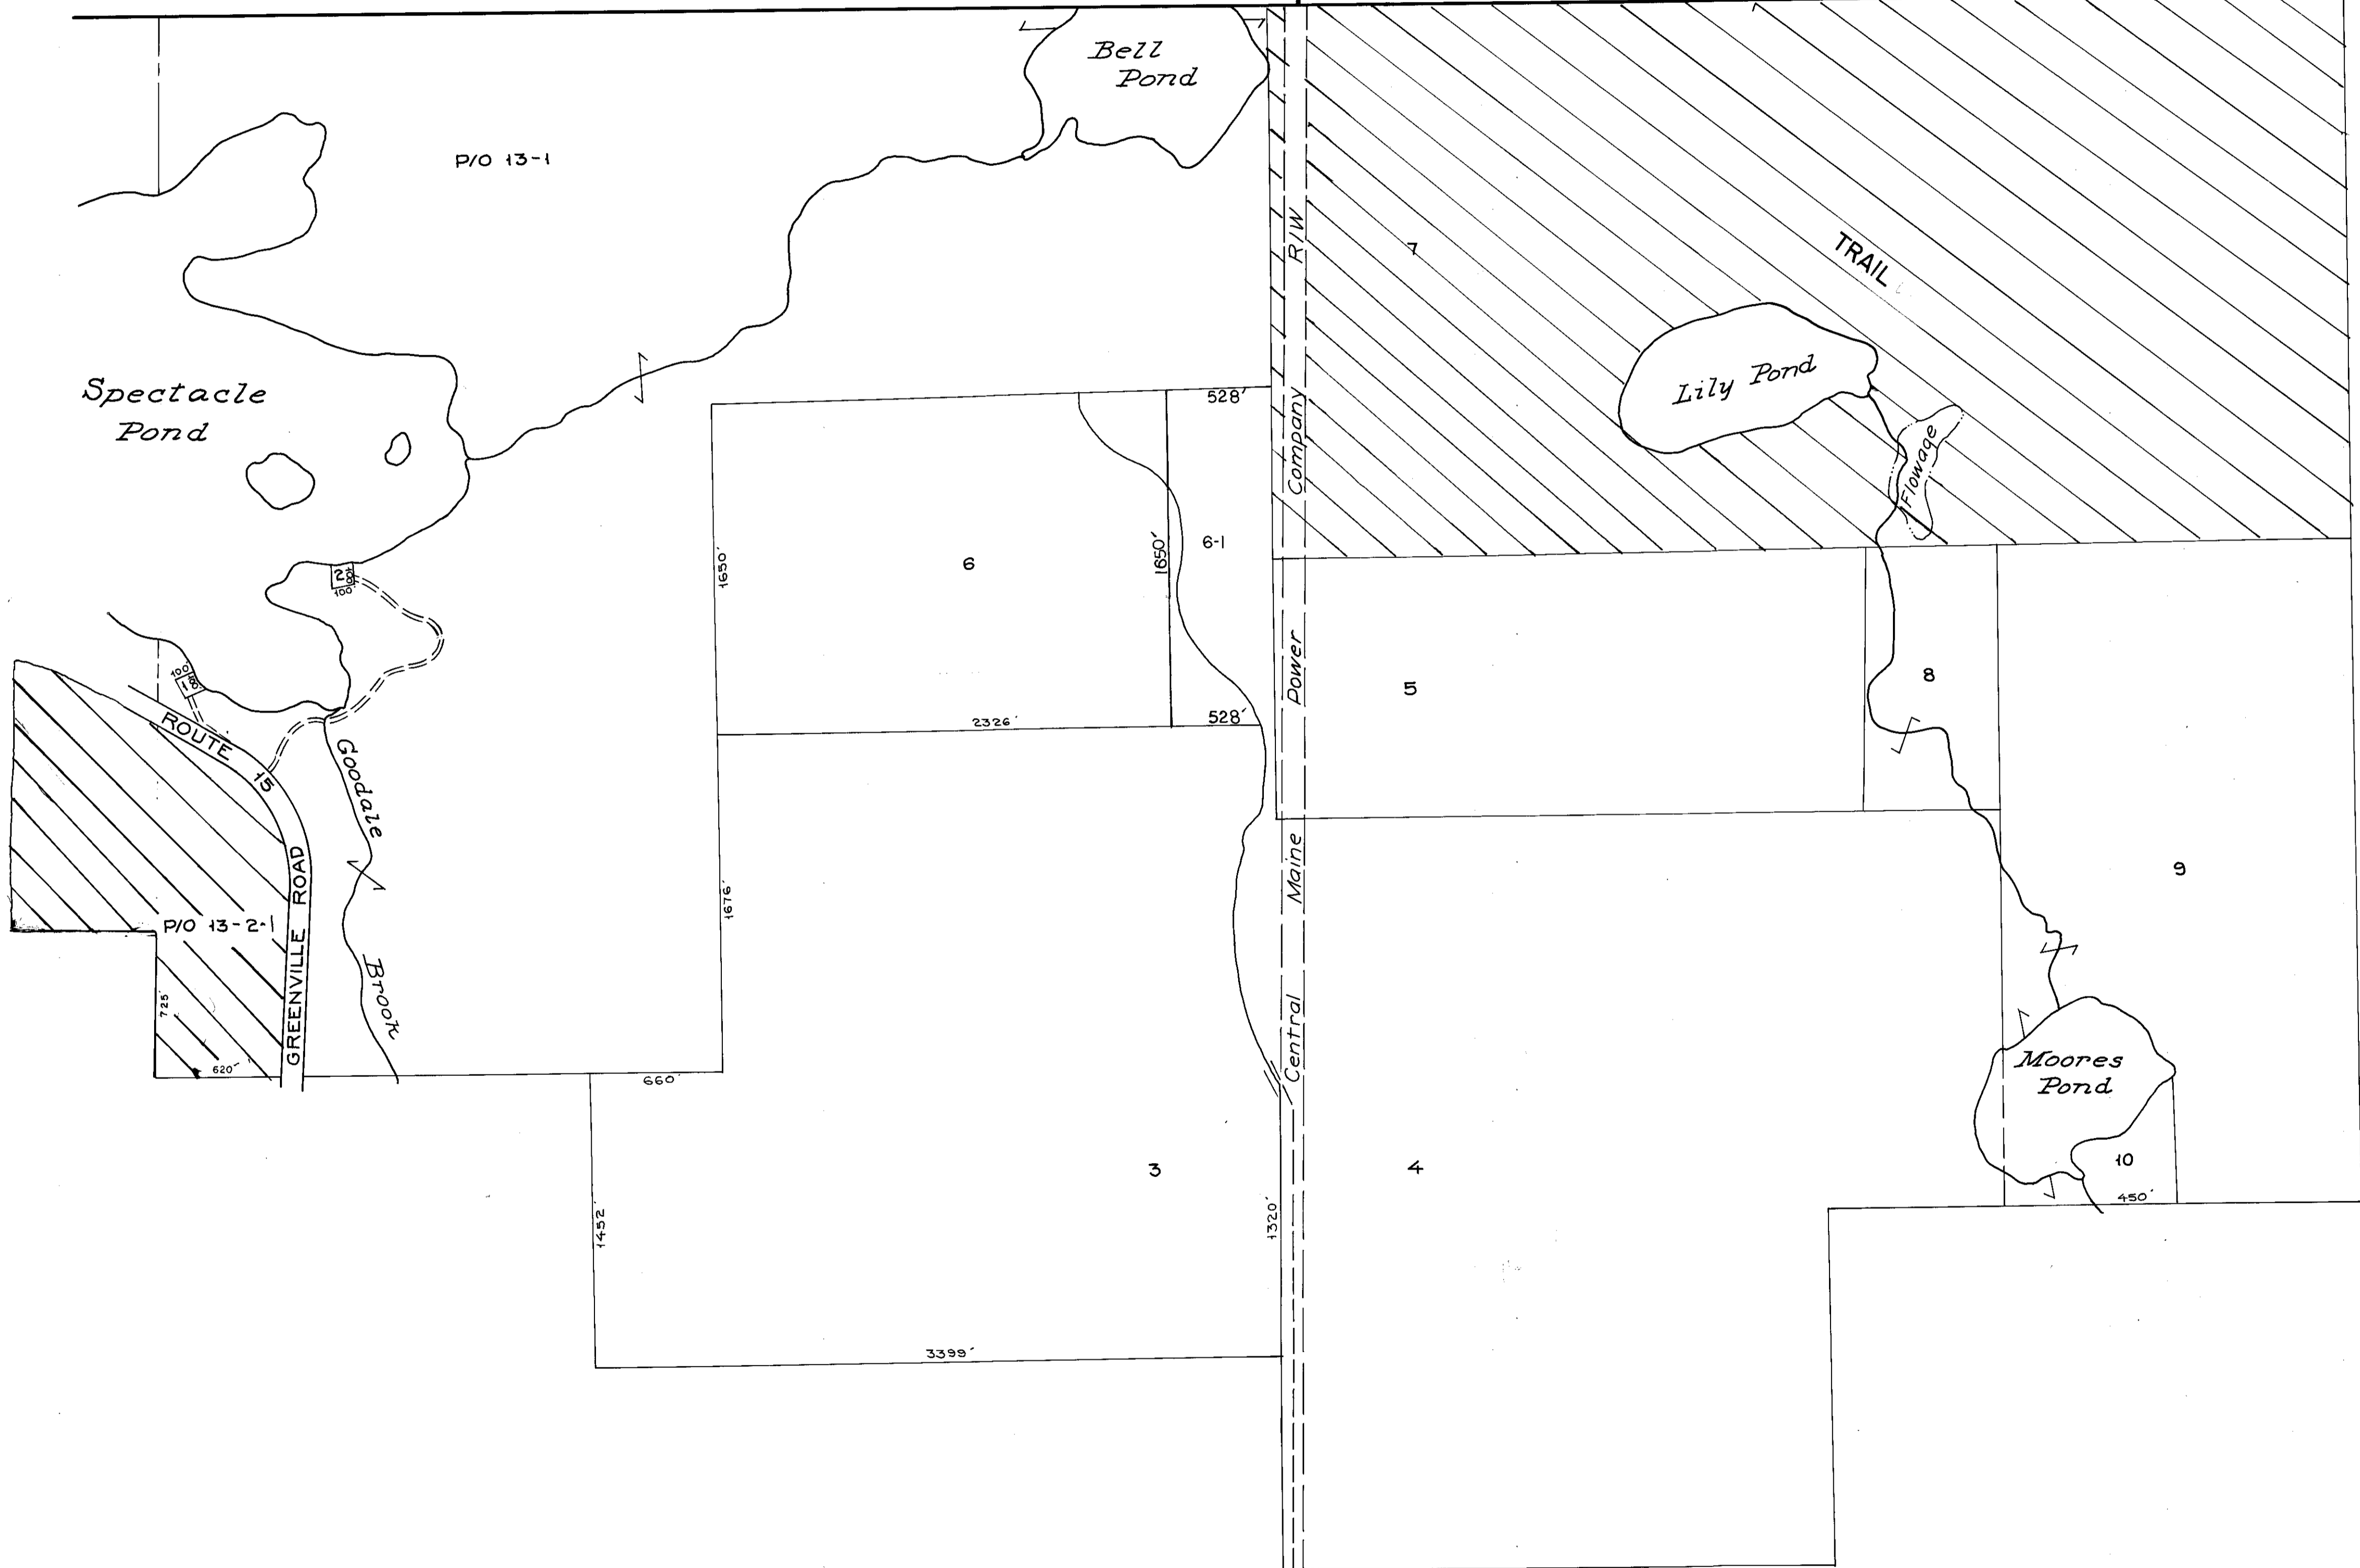 Bell
Pond
P/O 13-1
R/W
7
TRAIL
Spectacle
Pond
528'
Company
Lily Pond
Flowage
1650'
6
1650'
6-1
2
100'
100'
100'
1
Power
5
8
2326'
528'
ROUTE 15
Goodale
Maine
1676'
9
P/O 13-2-1
GREENVILLE ROAD
Brook
725'
620'
660'
Central
Moores
Pond
3
4
10
450'
1452'
1320'
3399'